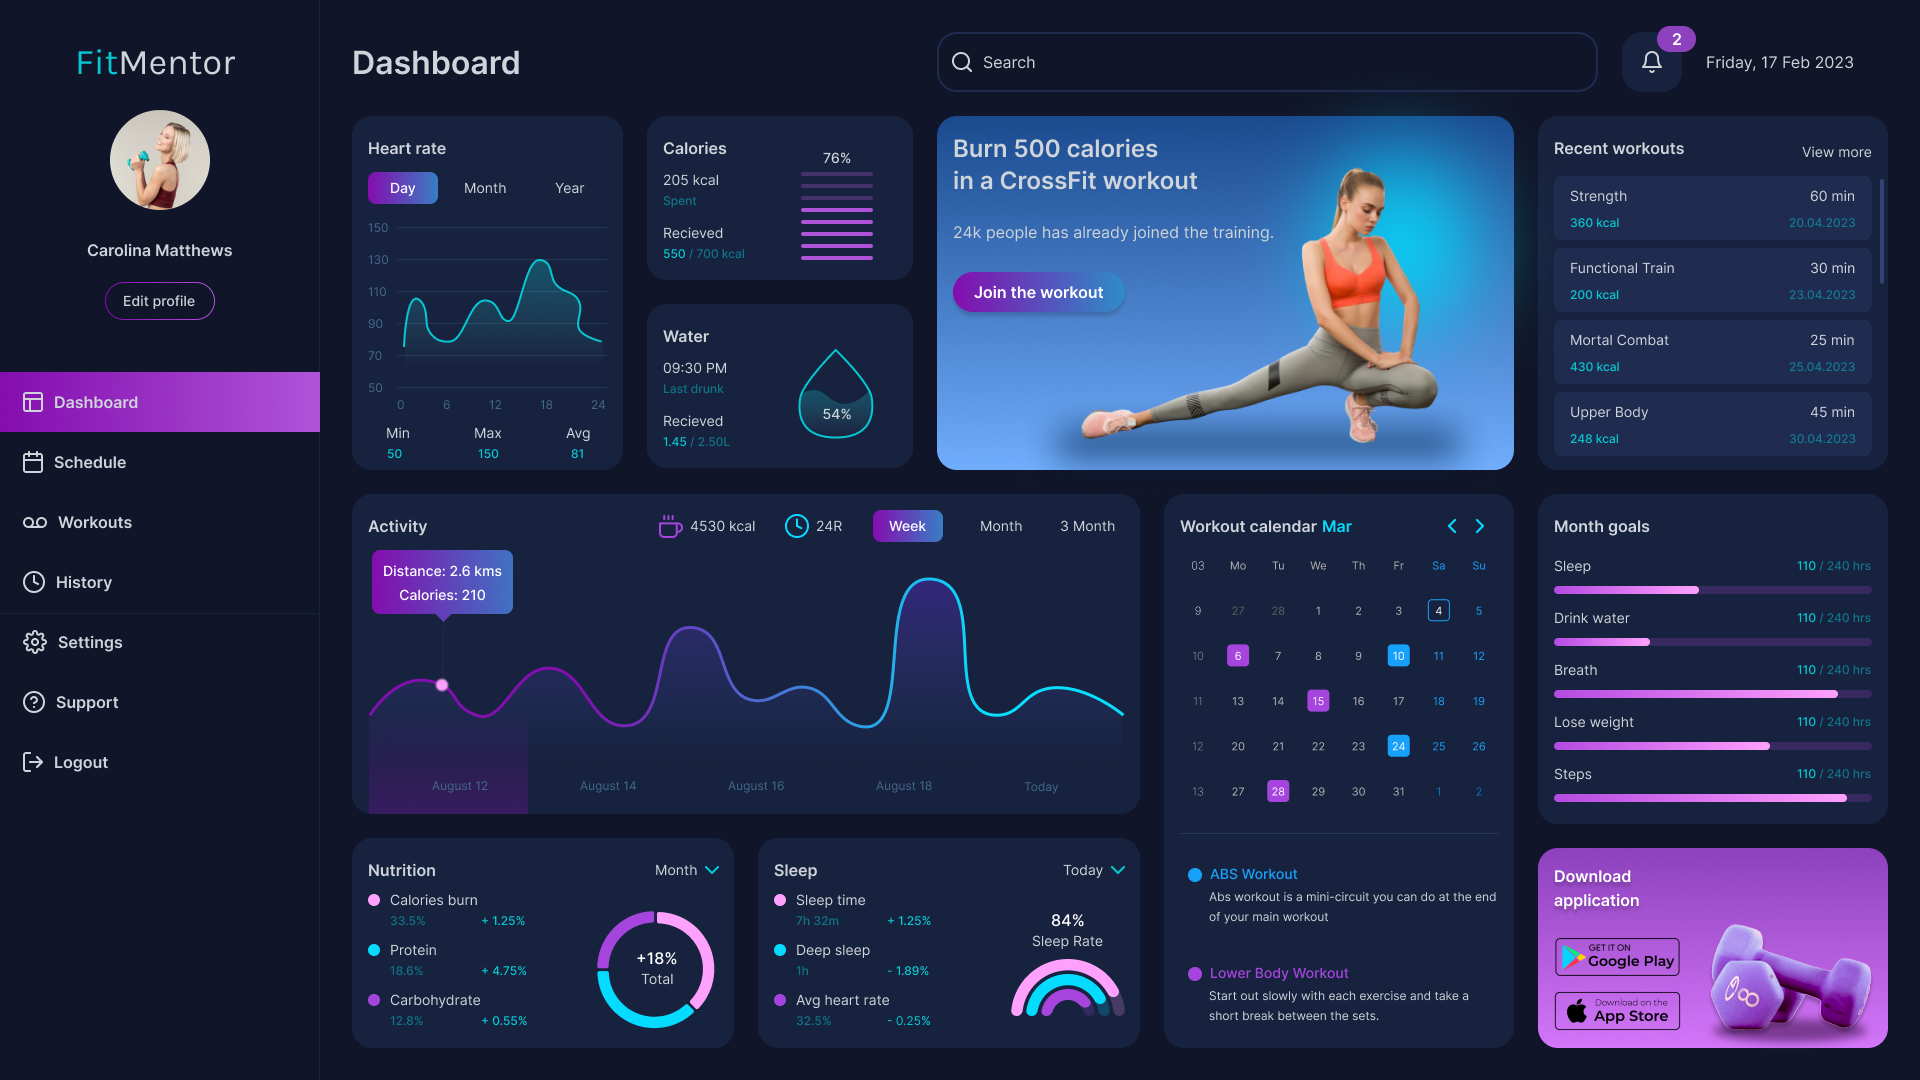 FitMentor
Carolina Matthews
Edit profile
Dashboard
Schedule
Workouts
History
Settings
Support
Logout
Dashboard
Search
2
Friday, 17 Feb 2023
Heart rate
Day Month Year
150
130
110
90
70
50
0 6 12 18 24
Min Max Avg
50 150 81
Calories
76%
205 kcal
Spent
Recieved
550 / 700 kcal
Water
09:30 PM
Last drunk
Recieved
1.45 / 2.50L
54%
Burn 500 calories
in a CrossFit workout
24k people has already joined the training.
Join the workout
Recent workouts
View more
Strength 60 min
360 kcal 20.04.2023
Functional Train 30 min
200 kcal 23.04.2023
Mortal Combat 25 min
430 kcal 25.04.2023
Upper Body 45 min
248 kcal 30.04.2023
Activity
4530 kcal 24R Week Month 3 Month
Distance: 2.6 kms
Calories: 210
August 12 August 14 August 16 August 18 Today
Workout calendar Mar
03 Mo Tu We Th Fr Sa Su
9 27 28 1 2 3 4 5
10 6 7 8 9 10 11 12
11 13 14 15 16 17 18 19
12 20 21 22 23 24 25 26
13 27 28 29 30 31 1 2
ABS Workout
Abs workout is a mini-circuit you can do at the end
of your main workout
Lower Body Workout
Start out slowly with each exercise and take a
short break between the sets.
Month goals
Sleep 110 / 240 hrs
Drink water 110 / 240 hrs
Breath 110 / 240 hrs
Lose weight 110 / 240 hrs
Steps 110 / 240 hrs
Nutrition Month
Calories burn
33.5% + 1.25%
Protein
18.6% + 4.75%
Carbohydrate
12.8% + 0.55%
+18%
Total
Sleep Today
Sleep time
7h 32m + 1.25%
Deep sleep
1h - 1.89%
Avg heart rate
32.5% - 0.25%
84%
Sleep Rate
Download
application
GET IT ON
Google Play
Download on the
App Store